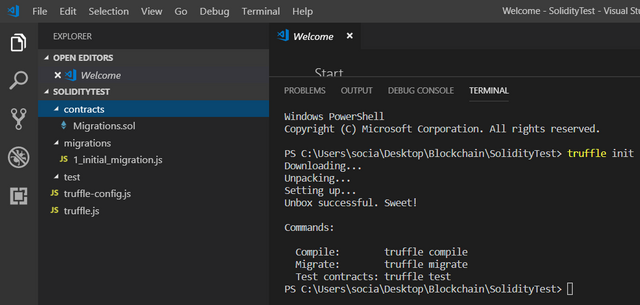 File Edit Selection View Go Debug Terminal Help Welcome - SolidityTest - Visual Stu
EXPLORER
OPEN EDITORS
Welcome
SOLIDITYTEST
contracts
Migrations.sol
migrations
JS 1_initial_migration.js
test
JS truffle-config.js
JS truffle.js
Welcome
Start
PROBLEMS OUTPUT DEBUG CONSOLE TERMINAL
Windows PowerShell
Copyright (C) Microsoft Corporation. All rights reserved.
PS C:\Users\socia\Desktop\Blockchain\SolidityTest> truffle init
Downloading...
Unpacking...
Setting up...
Unbox successful. Sweet!
Commands:
Compile: truffle compile
Migrate: truffle migrate
Test contracts: truffle test
PS C:\Users\socia\Desktop\Blockchain\SolidityTest>